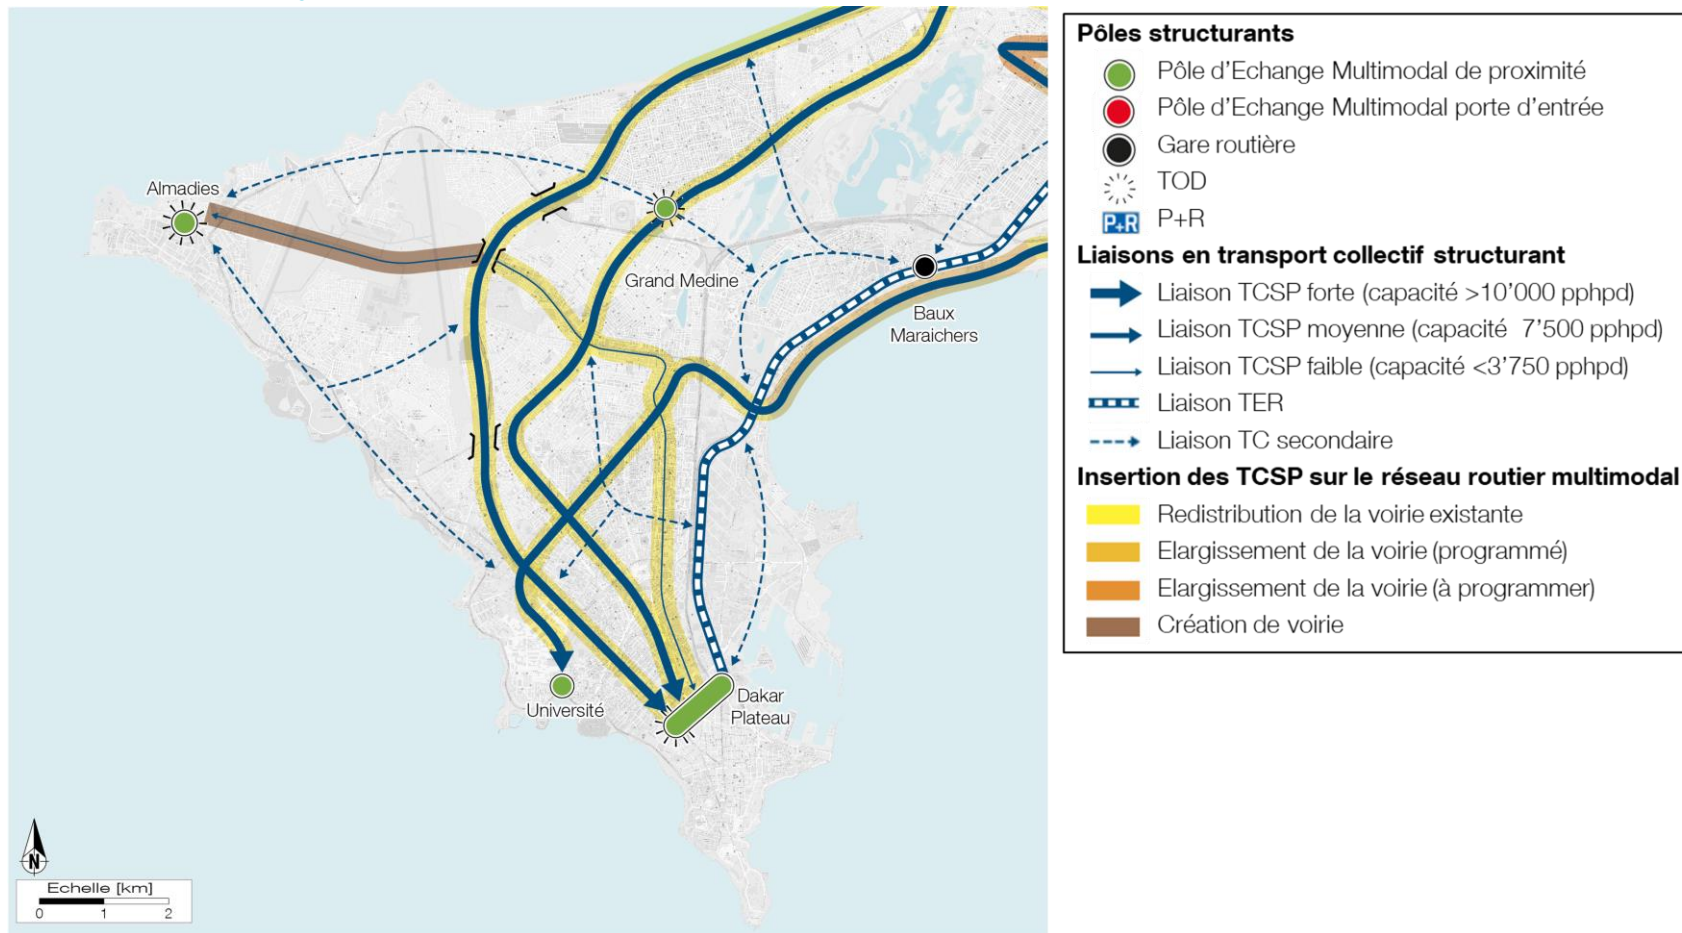 Almadies
Grand Medine
Baux
Maraichers
Université
Dakar
Plateau
N
Echelle [km]
0 1 2
Pôles structurants
Pôle d'Echange Multimodal de proximité
Pôle d'Echange Multimodal porte d'entrée
Gare routière
TOD
P+R P+R
Liaisons en transport collectif structurant
Liaison TCSP forte (capacité >10'000 pphpd)
Liaison TCSP moyenne (capacité 7'500 pphpd)
Liaison TCSP faible (capacité <3'750 pphpd)
Liaison TER
Liaison TC secondaire
Insertion des TCSP sur le réseau routier multimodal
Redistribution de la voirie existante
Elargissement de la voirie (programmé)
Elargissement de la voirie (à programmer)
Création de voirie